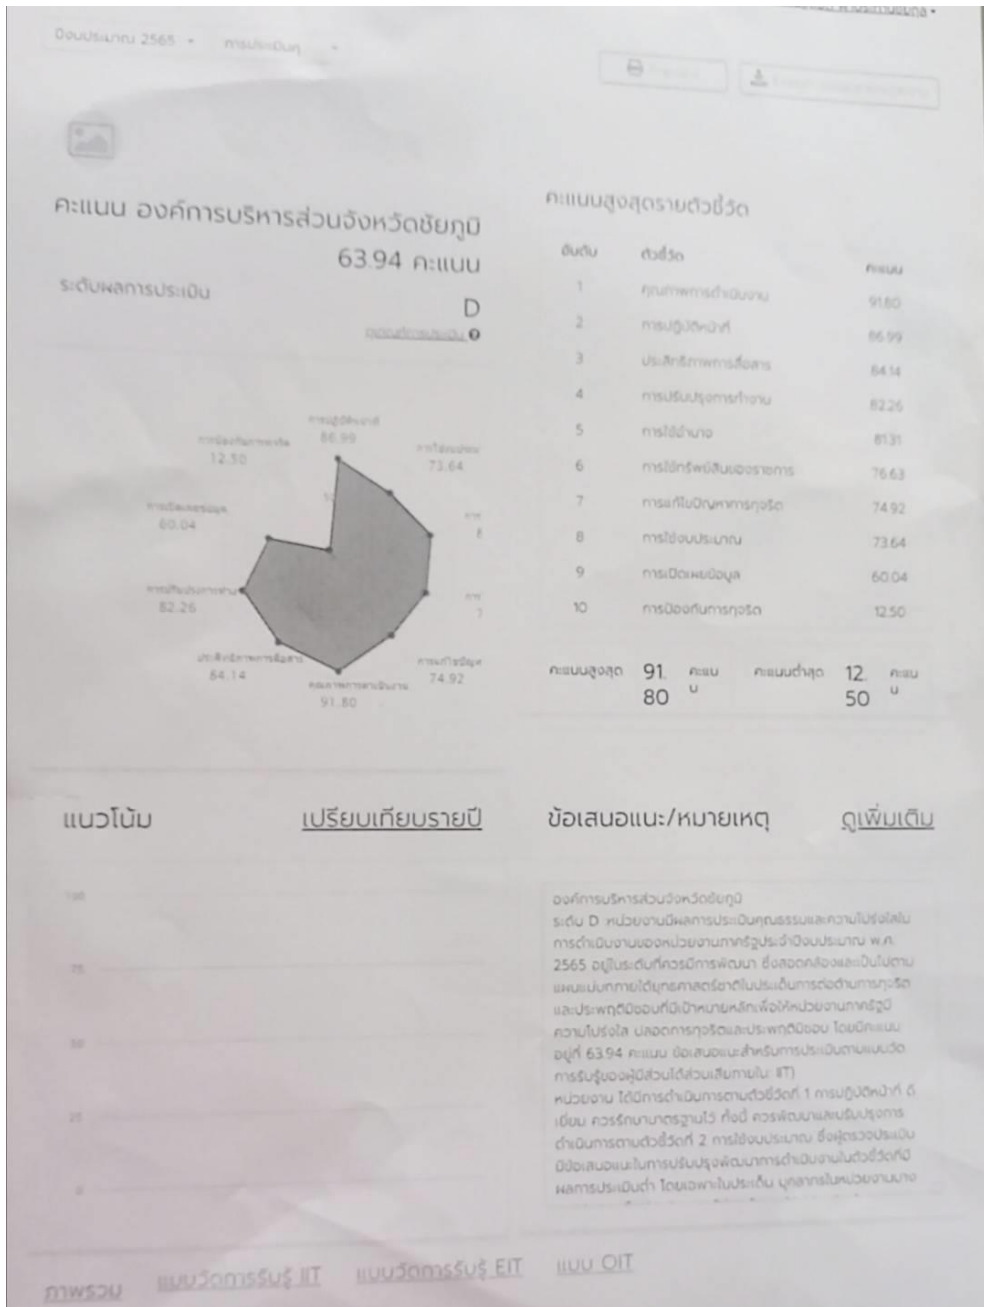 ปีงบประมาณ 2565
การประเมินคุ
คะแนน องค์การบริหารส่วนจังหวัดชัยภูมิ
63.94 คะแนน
ระดับผลการประเมิน
D
เกณฑ์การประเมิน
การปฏิบัติหน้าที่
86.99
การป้องกันการทุจริต
12.50
การใช้งบประมาณ
73.64
การเปิดเผยข้อมูล
60.04
การปรับปรุงการทำงาน
82.26
ประสิทธิภาพการสื่อสาร
84.14
คุณภาพการดำเนินงาน
91.80
การแก้ไขปัญห
74.92
คะแนนสูงสุดรายตัวชี้วัด
อันดับ ตัวชี้วัด คะแนน
1 คุณภาพการดำเนินงาน 91.80
2 การปฏิบัติหน้าที่ 86.99
3 ประสิทธิภาพการสื่อสาร 84.14
4 การปรับปรุงการทำงาน 82.26
5 การใช้อำนาจ 81.31
6 การใช้ทรัพย์สินของราชการ 76.63
7 การแก้ไขปัญหาการทุจริต 74.92
8 การใช้งบประมาณ 73.64
9 การเปิดเผยข้อมูล 60.04
10 การป้องกันการทุจริต 12.50
คะแนนสูงสุด 91. คะแน คะแนนต่ำสุด 12. คะแน
80 น 50 น
แนวโน้ม เปรียบเทียบรายปี
100
75
50
25
0
ข้อเสนอแนะ/หมายเหตุ ดูเพิ่มเติม
องค์การบริหารส่วนจังหวัดชัยภูมิ
ระดับ D :หน่วยงานมีผลการประเมินคุณธรรมและความโปร่งใสใน
การดำเนินงานของหน่วยงานภาครัฐประจำปีงบประมาณ พ.ศ.
2565 อยู่ในระดับที่ควรมีการพัฒนา ซึ่งสอดคล้องและเป็นไปตาม
แผนแม่บทภายใต้ยุทธศาสตร์ชาติในประเด็นการต่อต้านการทุจริต
และประพฤติมิชอบที่มีเป้าหมายหลักเพื่อให้หน่วยงานภาครัฐมี
ความโปร่งใส ปลอดการทุจริตและประพฤติมิชอบ โดยมีคะแนน
อยู่ที่ 63.94 คะแนน ข้อเสนอแนะสำหรับการประเมินตามแบบวัด
การรับรู้ของผู้มีส่วนได้ส่วนเสียภายใน: IIT)
หน่วยงาน ได้มีการดำเนินการตามตัวชี้วัดที่ 1 การปฏิบัติหน้าที่ ดี
เยี่ยม ควรรักษามาตรฐานไว้ ทั้งนี้ ควรพัฒนาและปรับปรุงการ
ดำเนินการตามตัวชี้วัดที่ 2 การใช้งบประมาณ ซึ่งผู้ตรวจประเมิน
มีข้อเสนอแนะในการปรับปรุงพัฒนาการดำเนินงานในตัวชี้วัดที่มี
ผลการประเมินต่ำ โดยเฉพาะในประเด็น บุคลากรในหน่วยงานบาง
ภาพรวม แบบวัดการรับรู้ IIT แบบวัดการรับรู้ EIT แบบ OIT